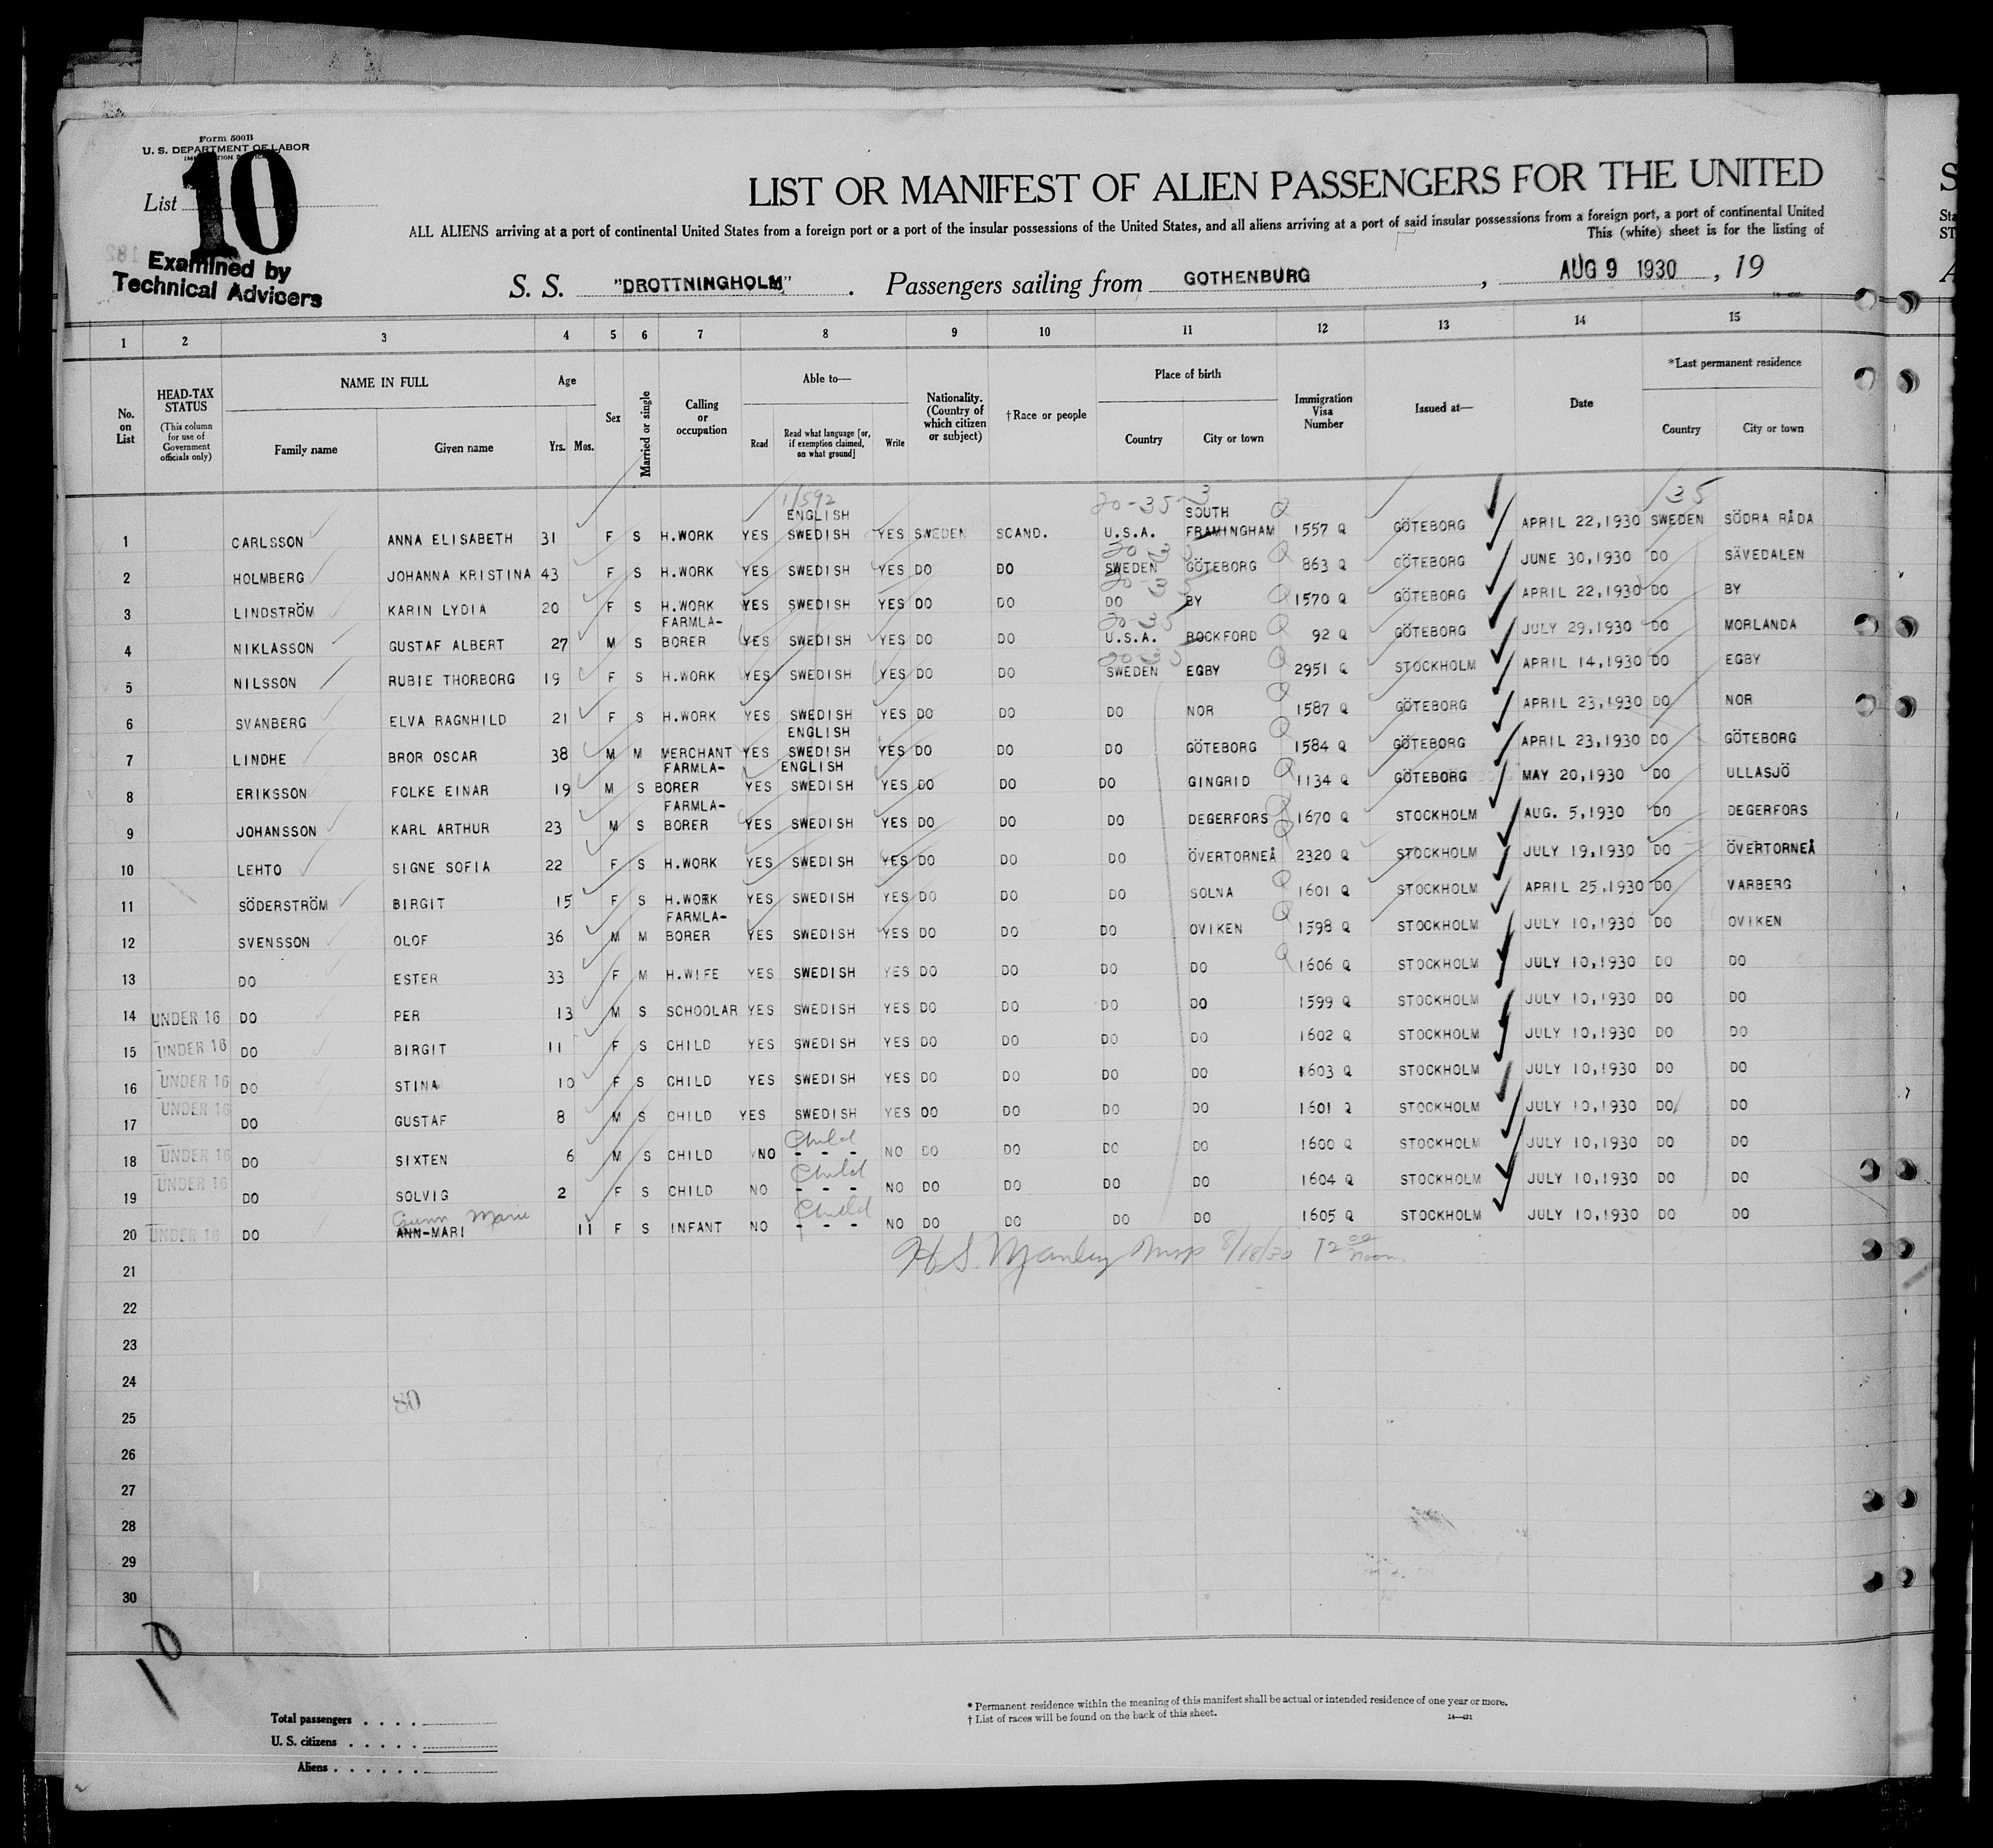 Form 500B
U. S. DEPARTMENT OF LABOR
List 10
Examined by
Technical Advicers
LIST OR MANIFEST OF ALIEN PASSENGERS FOR THE UNITED
ALL ALIENS arriving at a port of continental United States from a foreign port or a port of the insular possessions of the United States, and all aliens arriving at a port of said insular possessions from a foreign port, a port of continental United
This (white) sheet is for the listing of
S. S. "DROTTNINGHOLM" . Passengers sailing from GOTHENBURG , AUG 9 1930 , 19
1 2 3 4 5 6 7 8 9 10 11 12 13 14 15
No. on List
HEAD-TAX STATUS
(This column for use of Government officials only)
NAME IN FULL
Family name Given name
Age
Yrs. Mos.
Sex
Married or single
Calling or occupation
Able to—
Read
Read what language [or, if exemption claimed, on what ground]
Write
Nationality. (Country of which citizen or subject)
†Race or people
Place of birth
Country City or town
Immigration Visa Number
Issued at—
Date
*Last permanent residence
Country City or town
1/592 20-35-3 35
ENGLISH SOUTH
1 CARLSSON ANNA ELISABETH 31 F S H.WORK YES SWEDISH YES SWEDEN SCAND. U.S.A. FRAMINGHAM 1557 Q GÖTEBORG APRIL 22,1930 SWEDEN SÖDRA RÅDA
2 HOLMBERG JOHANNA KRISTINA 43 F S H.WORK YES SWEDISH YES DO DO SWEDEN GÖTEBORG 863 Q GÖTEBORG JUNE 30,1930 DO SÄVEDALEN
3 LINDSTRÖM KARIN LYDIA 20 F S H.WORK YES SWEDISH YES DO DO DO BY 1570 Q GÖTEBORG APRIL 22,1930 DO BY
FARMLA- 20-35
4 NIKLASSON GUSTAF ALBERT 27 M S BORER YES SWEDISH YES DO DO U.S.A. ROCKFORD 92 Q GÖTEBORG JULY 29,1930 DO MORLANDA
20-35
5 NILSSON RUBIE THORBORG 19 F S H.WORK YES SWEDISH YES DO DO SWEDEN EGBY 2951 Q STOCKHOLM APRIL 14,1930 DO EGBY
6 SVANBERG ELVA RAGNHILD 21 F S H.WORK YES SWEDISH YES DO DO DO NOR 1587 Q GÖTEBORG APRIL 23,1930 DO NOR
ENGLISH
7 LINDHE BROR OSCAR 38 M M MERCHANT YES SWEDISH YES DO DO DO GÖTEBORG 1584 Q GÖTEBORG APRIL 23,1930 DO GÖTEBORG
FARMLA- ENGLISH
8 ERIKSSON FOLKE EINAR 19 M S BORER YES SWEDISH YES DO DO DO GINGRID 1134 Q GÖTEBORG MAY 20,1930 DO ULLASJÖ
FARMLA-
9 JOHANSSON KARL ARTHUR 23 M S BORER YES SWEDISH YES DO DO DO DEGERFORS 1670 Q STOCKHOLM AUG. 5,1930 DO DEGERFORS
10 LEHTO SIGNE SOFIA 22 F S H.WORK YES SWEDISH YES DO DO DO ÖVERTORNEÅ 2320 Q STOCKHOLM JULY 19,1930 DO ÖVERTORNEÅ
11 SÖDERSTRÖM BIRGIT 15 F S H.WORK YES SWEDISH YES DO DO DO SOLNA 1601 Q STOCKHOLM APRIL 25,1930 DO VARBERG
FARMLA-
12 SVENSSON OLOF 36 M M BORER YES SWEDISH YES DO DO DO OVIKEN 1598 Q STOCKHOLM JULY 10,1930 DO OVIKEN
13 DO ESTER 33 F M H.WIFE YES SWEDISH YES DO DO DO DO 1606 Q STOCKHOLM JULY 10,1930 DO DO
14 UNDER 16 DO PER 13 M S SCHOOLAR YES SWEDISH YES DO DO DO DO 1599 Q STOCKHOLM JULY 10,1930 DO DO
15 UNDER 16 DO BIRGIT 11 F S CHILD YES SWEDISH YES DO DO DO DO 1602 Q STOCKHOLM JULY 10,1930 DO DO
16 UNDER 16 DO STINA 10 F S CHILD YES SWEDISH YES DO DO DO DO 1603 Q STOCKHOLM JULY 10,1930 DO DO
17 UNDER 16 DO GUSTAF 8 M S CHILD YES SWEDISH YES DO DO DO DO 1601 Q STOCKHOLM JULY 10,1930 DO DO
Child
18 UNDER 16 DO SIXTEN 6 M S CHILD NO - - - NO DO DO DO DO 1600 Q STOCKHOLM JULY 10,1930 DO DO
Child
19 UNDER 16 DO SOLVIG 2 F S CHILD NO - - - NO DO DO DO DO 1604 Q STOCKHOLM JULY 10,1930 DO DO
Gunn Marie Child
20 UNDER 16 DO ANN-MARI 11 F S INFANT NO - - - NO DO DO DO DO 1605 Q STOCKHOLM JULY 10,1930 DO DO
H S. Manley Insp 8/18/30 12 00 noon
21
22
23
24
25
26
27
28
29
30
10
Total passengers . . . .
U. S. citizens . . . . .
Aliens . . . . . .
* Permanent residence within the meaning of this manifest shall be actual or intended residence of one year or more.
† List of races will be found on the back of this sheet.